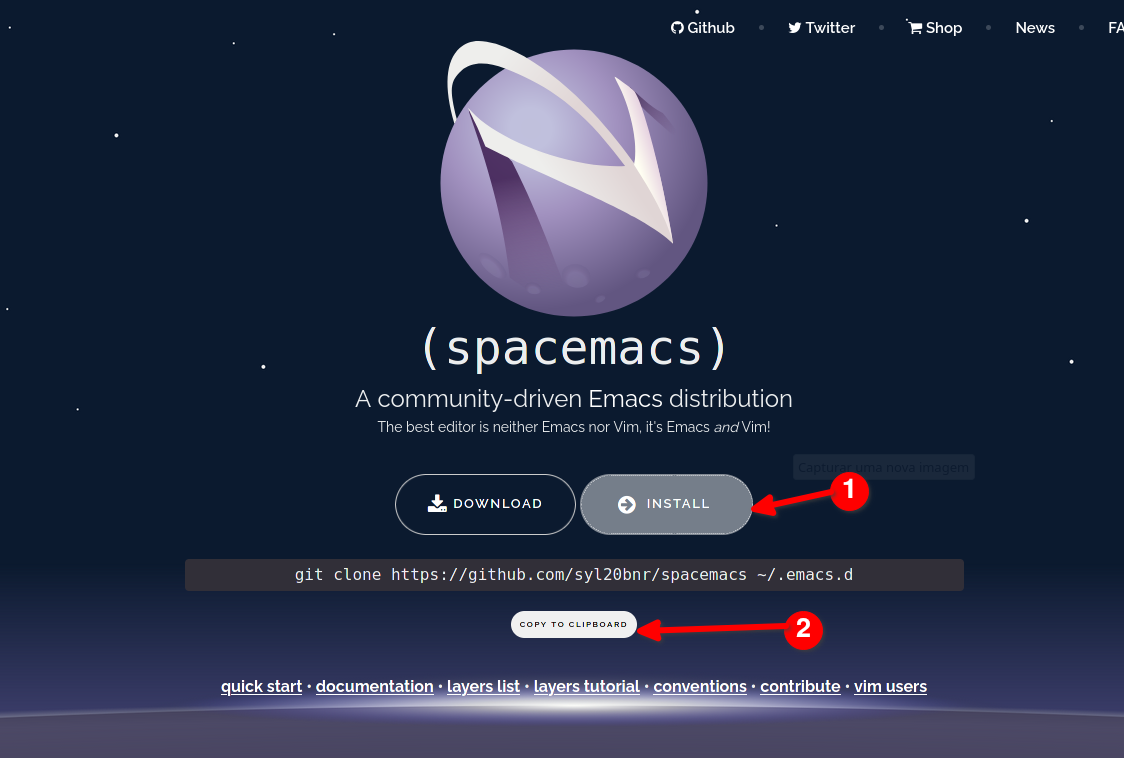 Github • Twitter • Shop • News • FA
(spacemacs)
A community-driven Emacs distribution
The best editor is neither Emacs nor Vim, it's Emacs and Vim!
Capturar uma nova imagem
DOWNLOAD INSTALL 1
git clone https://github.com/syl20bnr/spacemacs ~/.emacs.d
COPY TO CLIPBOARD 2
quick start • documentation • layers list • layers tutorial • conventions • contribute • vim users